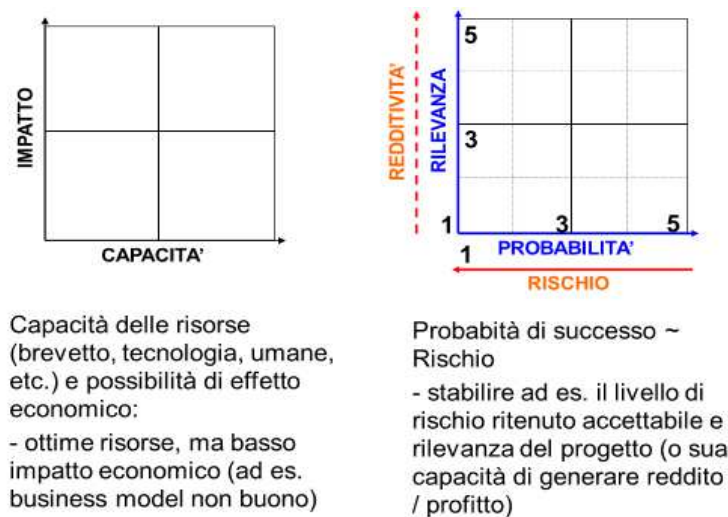 IMPATTO
CAPACITA'
REDDITIVITA'
RILEVANZA
5
3
1
3
5
1
PROBABILITA'
RISCHIO
Capacità delle risorse
(brevetto, tecnologia, umane,
etc.) e possibilità di effetto
economico:
- ottime risorse, ma basso
impatto economico (ad es.
business model non buono)
Probabità di successo ~
Rischio
- stabilire ad es. il livello di
rischio ritenuto accettabile e
rilevanza del progetto (o sua
capacità di generare reddito
/ profitto)